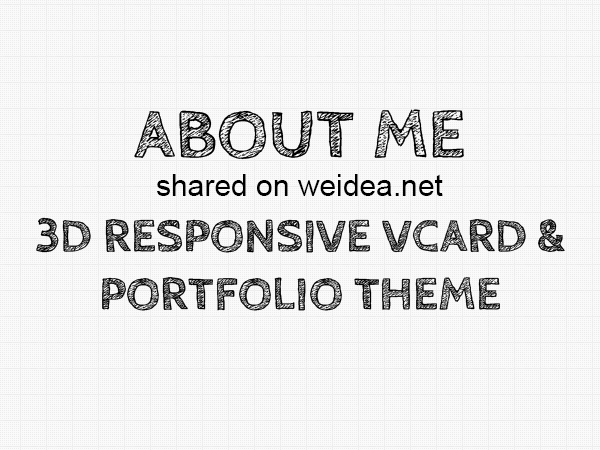 ABOUT ME
shared on weidea.net
3D RESPONSIVE VCARD &
PORTFOLIO THEME